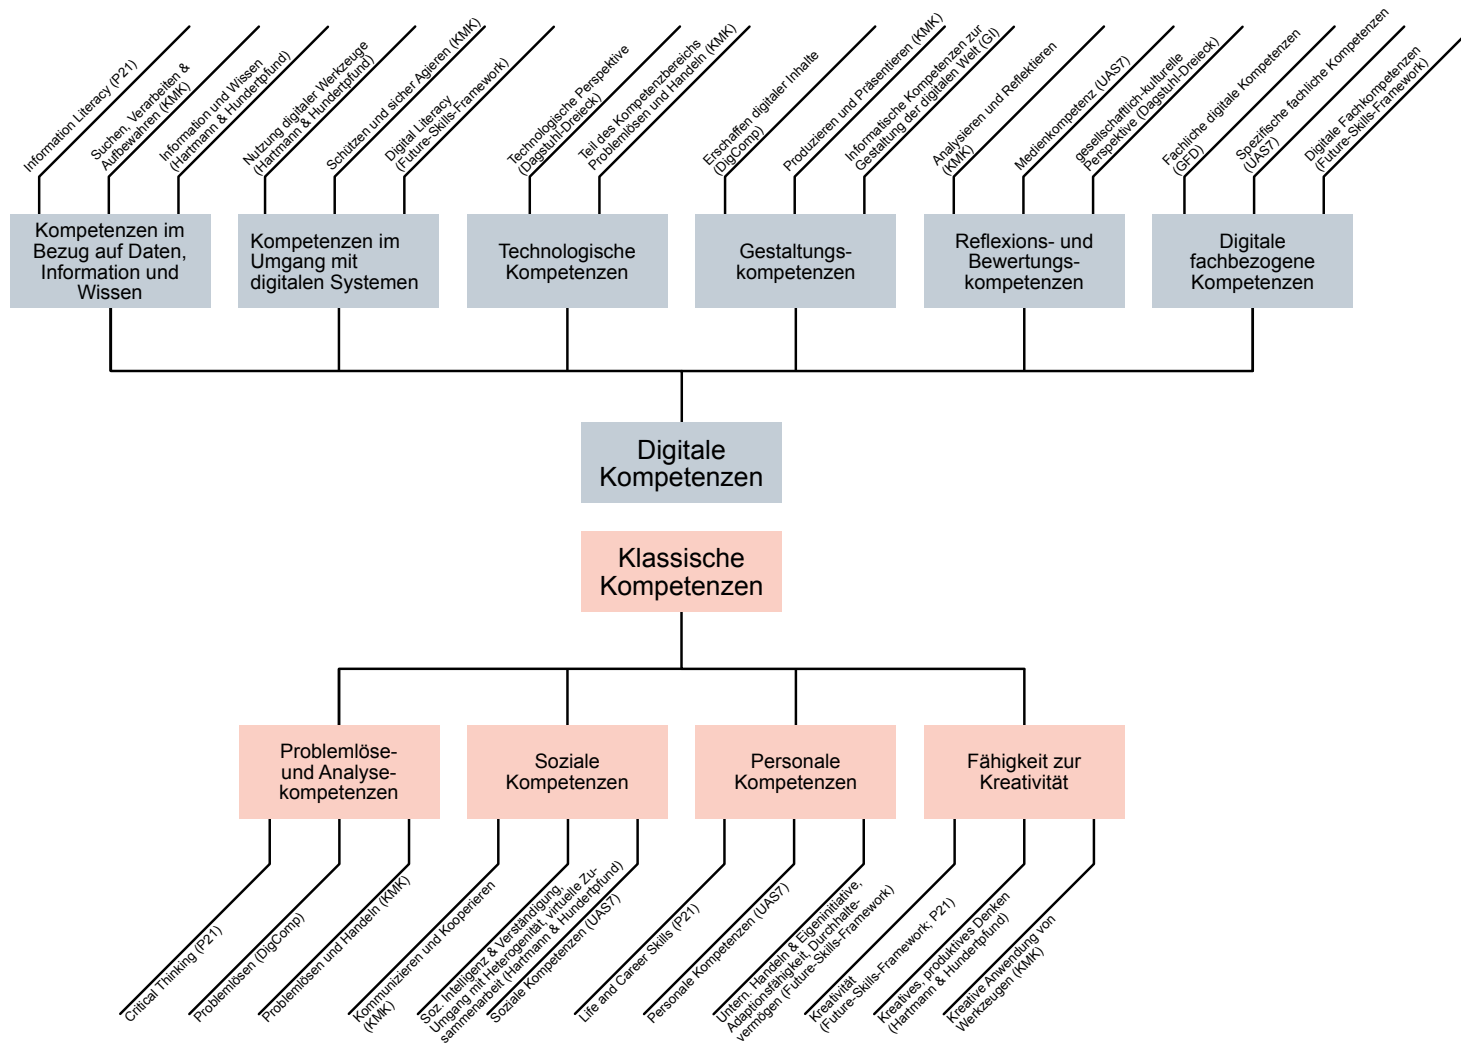 Information Literacy (P21)
Suchen, Verarbeiten &
Aufbewahren (KMK)
Information und Wissen
(Hartmann & Hundertpfund)
Nutzung digitaler Werkzeuge
(Hartmann & Hundertpfund)
Schützen und sicher Agieren (KMK)
Digital Literacy
(Future-Skills-Framework)
Technologische Perspektive
(Dagstuhl-Dreieck)
Teil des Kompetenzbereichs
Problemlösen und Handeln (KMK)
Erschaffen digitaler Inhalte
(DigComp)
Produzieren und Präsentieren (KMK)
Informatische Kompetenzen zur
Gestaltung der digitalen Welt (GI)
Analysieren und Reflektieren
(KMK)
Medienkompetenz (UAS7)
gesellschaftlich-kulturelle
Perspektive (Dagstuhl-Dreieck)
Fachliche digitale Kompetenzen
(GFD)
Spezifische fachliche Kompetenzen
(UAS7)
Digitale Fachkompetenzen
(Future-Skills-Framework)
Kompetenzen im
Bezug auf Daten,
Information und
Wissen
Kompetenzen im
Umgang mit
digitalen Systemen
Technologische
Kompetenzen
Gestaltungs-
kompetenzen
Reflexions- und
Bewertungs-
kompetenzen
Digitale
fachbezogene
Kompetenzen
Digitale
Kompetenzen
Klassische
Kompetenzen
Problemlöse-
und Analyse-
kompetenzen
Soziale
Kompetenzen
Personale
Kompetenzen
Fähigkeit zur
Kreativität
Critical Thinking (P21)
Problemlösen (DigComp)
Problemlösen und Handeln (KMK)
Kommunizieren und Kooperieren
(KMK)
Soz. Intelligenz & Verständigung,
Umgang mit Heterogenität, virtuelle Zu-
sammenarbeit (Hartmann & Hundertpfund)
Soziale Kompetenzen (UAS7)
Life and Career Skills (P21)
Personale Kompetenzen (UAS7)
Untern. Handeln & Eigeninitiative,
Adaptionsfähigkeit, Durchhalte-
vermögen (Future-Skills-Framework)
Kreativität
(Future-Skills-Framework; P21)
Kreatives, produktives Denken
(Hartmann & Hundertpfund)
Kreative Anwendung von
Werkzeugen (KMK)